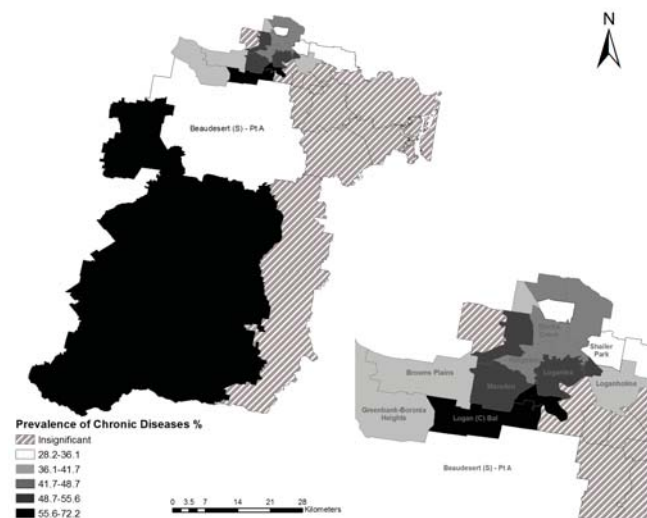 N
Beaudesert (S) - Pt A
Shailer
Park
Browns Plains
Marsden
Loganlea
Loganholme
Greenbank-Boronia
Heights
Logan (C) Bal
Beaudesert (S) - Pt A
Prevalence of Chronic Diseases %
Insignificant
28.2-36.1
36.1-41.7
41.7-48.7
48.7-55.6
55.6-72.2
0 3.5 7 14 21 28
Kilometers